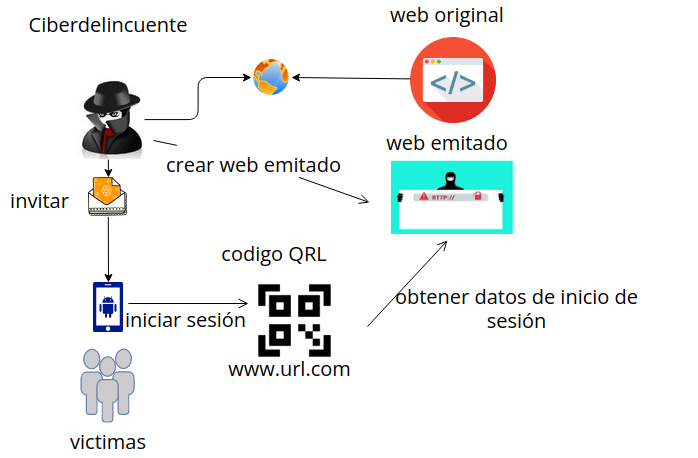 Ciberdelincuente
web original
web emitado
HTTP://
crear web emitado
invitar
codigo QRL
iniciar sesión
obtener datos de inicio de
sesión
www.url.com
victimas